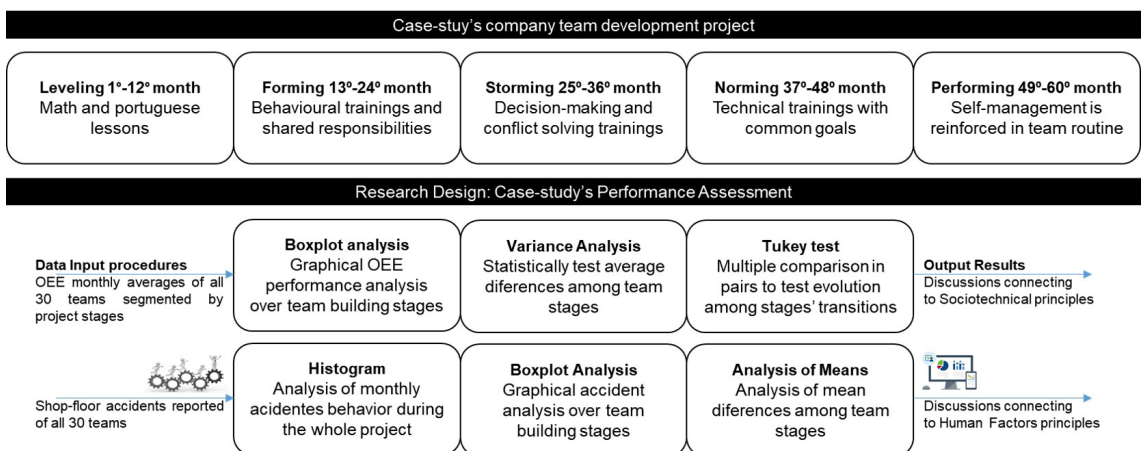 Case-stuy's company team development project
Leveling 1º-12º month
Math and portuguese
lessons
Forming 13º-24º month
Behavioural trainings and
shared responsibilities
Storming 25º-36º month
Decision-making and
conflict solving trainings
Norming 37º-48º month
Technical trainings with
common goals
Performing 49º-60º month
Self-management is
reinforced in team routine
Research Design: Case-study's Performance Assessment
Data Input procedures
OEE monthly averages of all
30 teams segmented by
project stages
Boxplot analysis
Graphical OEE
performance analysis
over team building stages
Variance Analysis
Statistically test average
diferences among team
stages
Tukey test
Multiple comparison in
pairs to test evolution
among stages' transitions
Output Results
Discussions connecting
to Sociotechnical principles
Shop-floor accidents reported
of all 30 teams
Histogram
Analysis of monthly
acidentes behavior during
the whole project
Boxplot Analysis
Graphical accident
analysis over team
building stages
Analysis of Means
Analysis of mean
diferences among team
stages
Discussions connecting
to Human Factors principles